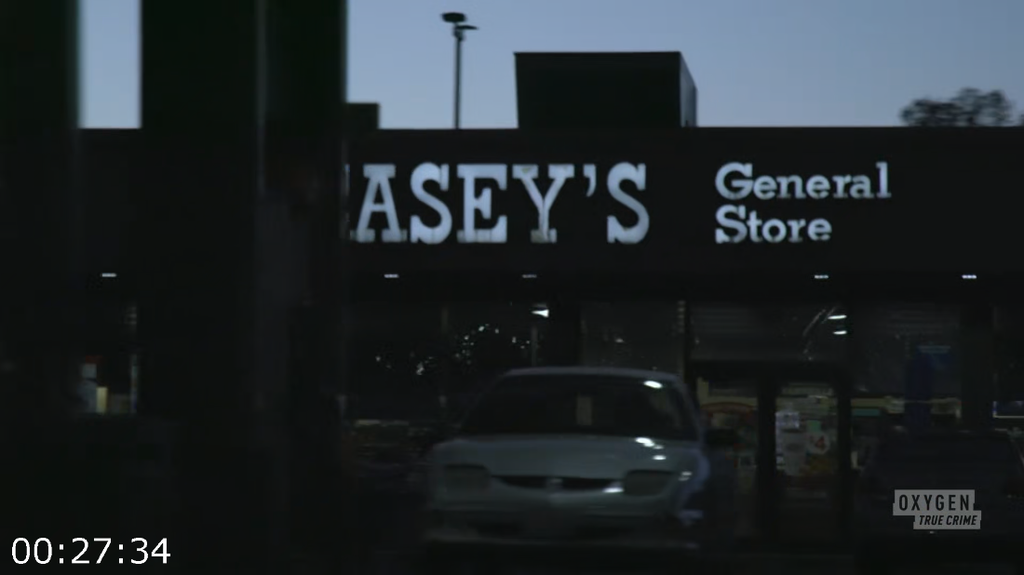 ASEY'S
General
Store
OXYGEN
TRUE CRIME
00:27:34